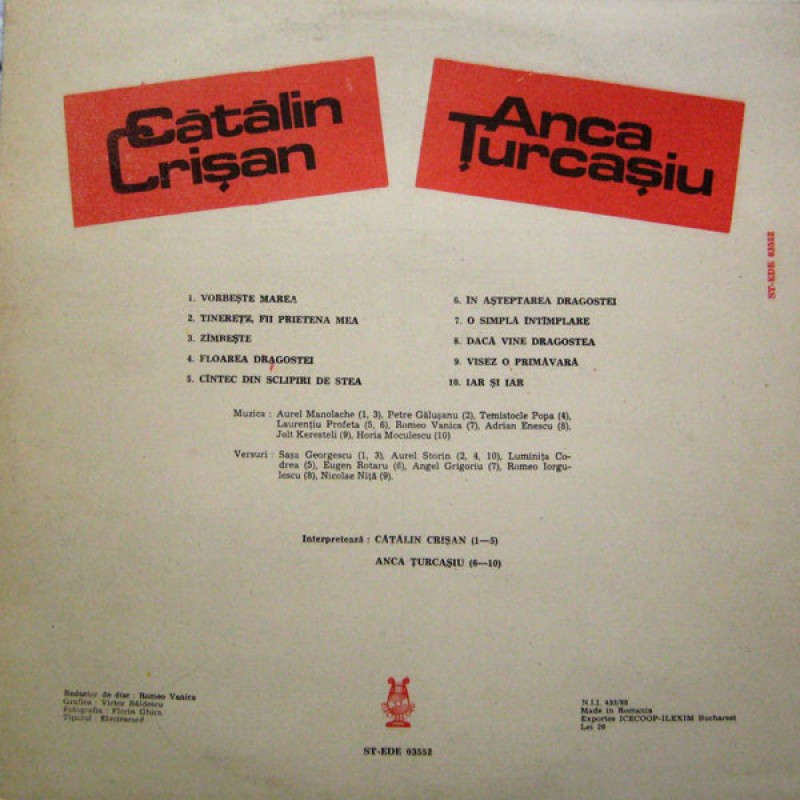 Cătălin
Crișan
Anca
Țurcașiu
ST-EDE 03552
1. VORBEȘTE MAREA
2. TINEREȚE, FII PRIETENA MEA
3. ZÎMBEȘTE
4. FLOAREA DRAGOSTEI
5. CÎNTEC DIN SCLIPIRI DE STEA
6. IN AȘTEPTAREA DRAGOSTEI
7. O SIMPLĂ ÎNTÎMPLARE
8. DACĂ VINE DRAGOSTEA
9. VISEZ O PRIMĂVARĂ
10. IAR ȘI IAR
Muzica : Aurel Manolache (1, 3), Petre Gălușanu (2), Temistocle Popa (4),
Laurențiu Profeta (5, 6), Romeo Vanica (7), Adrian Enescu (8),
Jolt Keresteli (9), Horia Moculescu (10)
Versuri : Sașa Georgescu (1, 3), Aurel Storin (2, 4, 10), Luminița Co-
drea (5), Eugen Rotaru (6), Angel Grigoriu (7), Romeo Iorgu-
lescu (8), Nicolae Niță (9).
Interpretează : CĂTĂLIN CRIȘAN (1—5)
ANCA ȚURCAȘIU (6—10)
Redactor de disc : Romeo Vanica
Grafica : Victor Bâldescu
Fotografia : Florin Ghica
Tiparul : Electrecord
N.I.I. 433/88
Made in Romania
Exportes ICECOOP-ILEXIM Bucharest
Lei 28
ST-EDE 03552